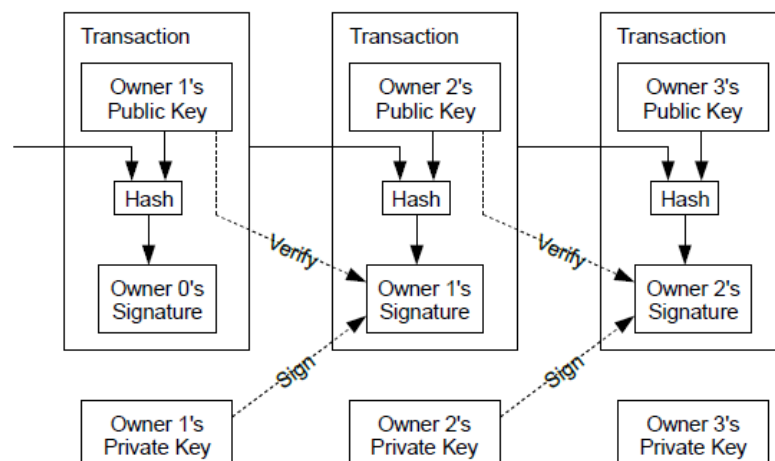 Transaction
Transaction
Transaction
Owner 1's
Public Key
Owner 2's
Public Key
Owner 3's
Public Key
Hash
Hash
Hash
Verify
Verify
Owner 0's
Signature
Owner 1's
Signature
Owner 2's
Signature
Sign
Sign
Owner 1's
Private Key
Owner 2's
Private Key
Owner 3's
Private Key